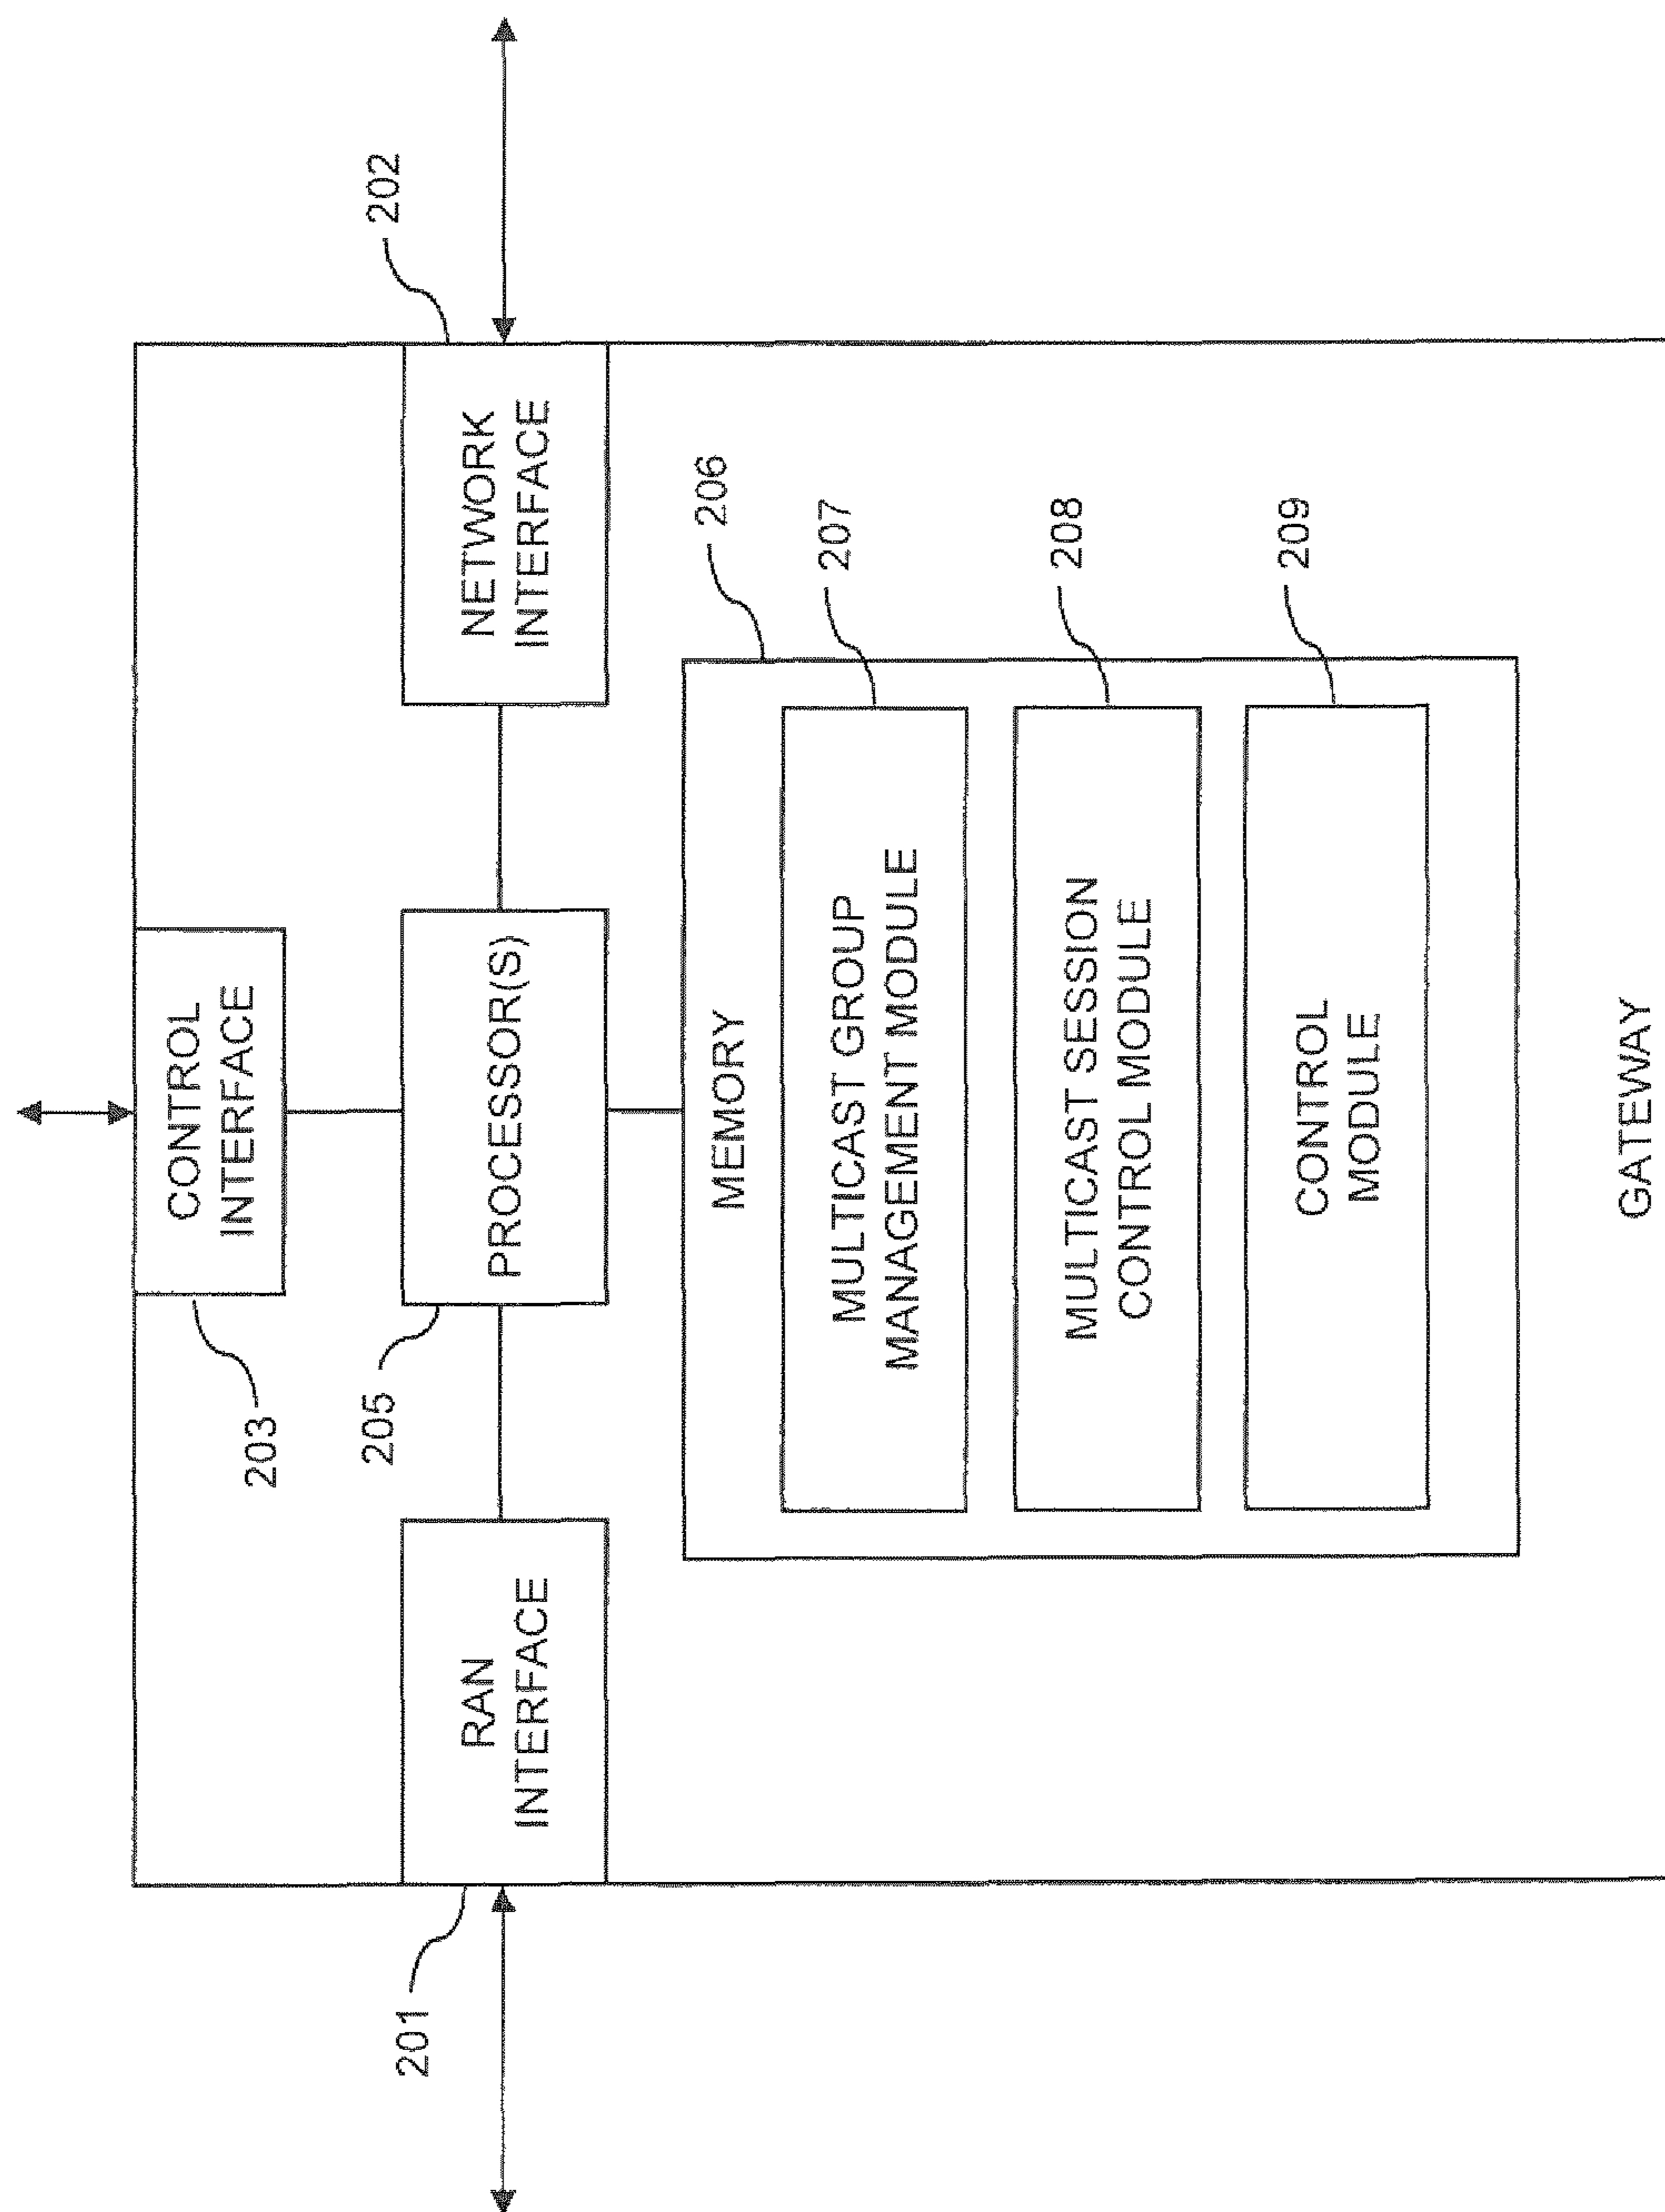 CONTROL
INTERFACE
203
RAN
INTERFACE
201
PROCESSOR(S)
205
NETWORK
INTERFACE
202
MEMORY
206
MULTICAST GROUP
MANAGEMENT MODULE
207
MULTICAST SESSION
CONTROL MODULE
208
CONTROL
MODULE
209
GATEWAY